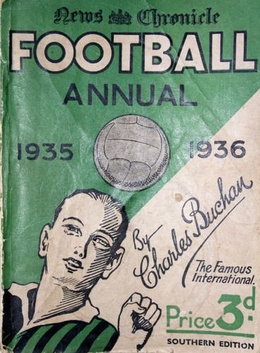 News Chronicle
FOOTBALL
ANNUAL
1935 1936
By
Charles Buchan
The Famous
International.
Price 3d.
SOUTHERN EDITION